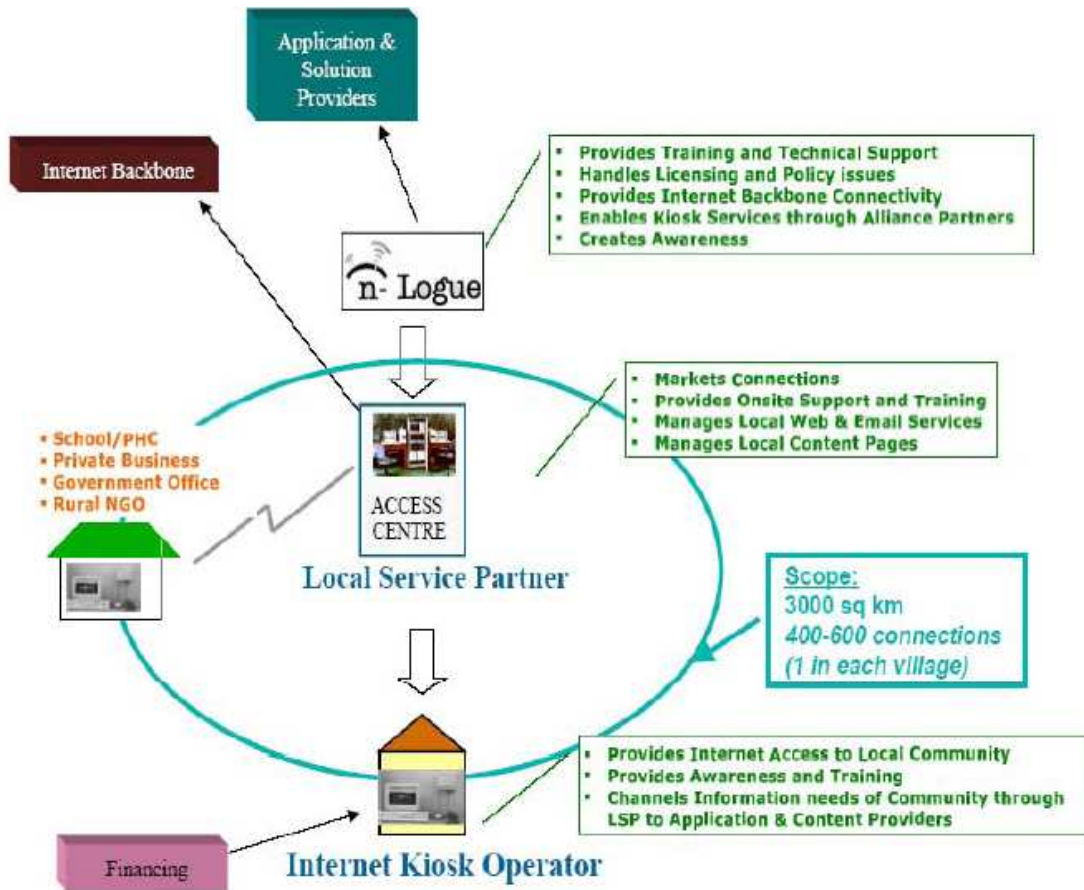 Application &
Solution
Providers
Internet Backbone
▪ Provides Training and Technical Support
▪ Handles Licensing and Policy issues
▪ Provides Internet Backbone Connectivity
▪ Enables Kiosk Services through Alliance Partners
▪ Creates Awareness
n- Logue
▪ Markets Connections
▪ Provides Onsite Support and Training
▪ Manages Local Web & Email Services
▪ Manages Local Content Pages
▪ School/PHC
▪ Private Business
▪ Government Office
▪ Rural NGO
ACCESS
CENTRE
Local Service Partner
Scope:
3000 sq km
400-600 connections
(1 in each village)
▪ Provides Internet Access to Local Community
▪ Provides Awareness and Training
▪ Channels Information needs of Community through
LSP to Application & Content Providers
Financing
Internet Kiosk Operator